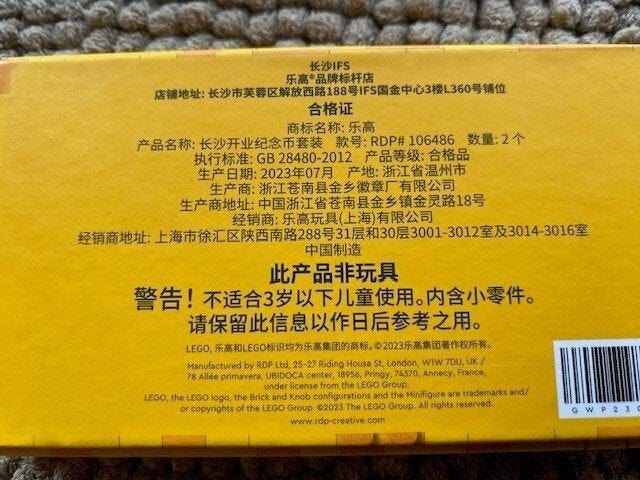 长沙IFS
乐高®品牌标杆店
店铺地址: 长沙市芙蓉区解放西路188号IFS国金中心3楼L360号铺位
合格证
商标名称: 乐高
产品名称: 长沙开业纪念币套装 款号: RDP# 106486 数量: 2 个
执行标准: GB 28480-2012 产品等级: 合格品
生产日期: 2023年07月 产地: 浙江省温州市
生产商: 浙江苍南县金乡徽章厂有限公司
生产商地址: 中国浙江省苍南县金乡镇金灵路18号
经销商: 乐高玩具(上海)有限公司
经销商地址: 上海市徐汇区陕西南路288号31层和30层3001-3012室及3014-3016室
中国制造
此产品非玩具
警告! 不适合3岁以下儿童使用。内含小零件。
请保留此信息以作日后参考之用。
LEGO, 乐高和LEGO标识均为乐高集团的商标。©2023乐高集团著作权所有。
Manufactured by RDP Ltd, 25-27 Riding House St, London, W1W 7DU, UK /
78 Allée primavera, UBIDOCA center, 18956, Pringy, 74370, Annecy, France,
under license from the LEGO Group.
LEGO, the LEGO logo, the Brick and Knob configurations and the Minifigure are trademarks and/
or copyrights of the LEGO Group. ©2023 The LEGO Group. All rights reserved.
www.rdp-creative.com
GWP230